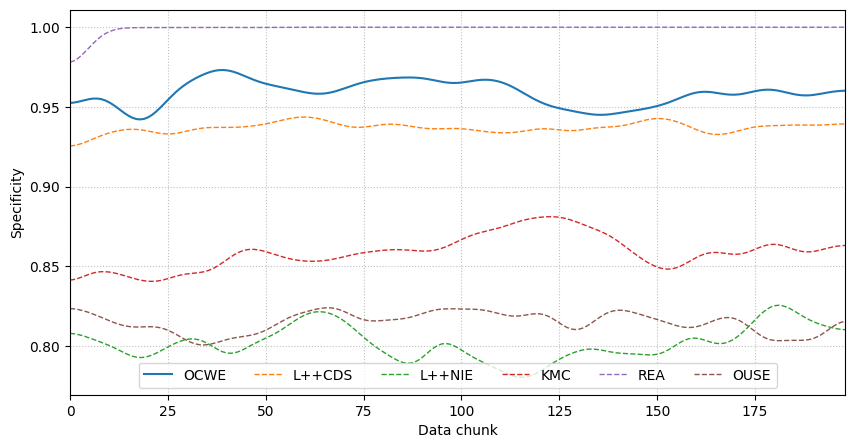 1.00
0.95
0.90
0.85
0.80
Specificity
OCWE L++CDS L++NIE KMC REA OUSE
0 25 50 75 100 125 150 175
Data chunk